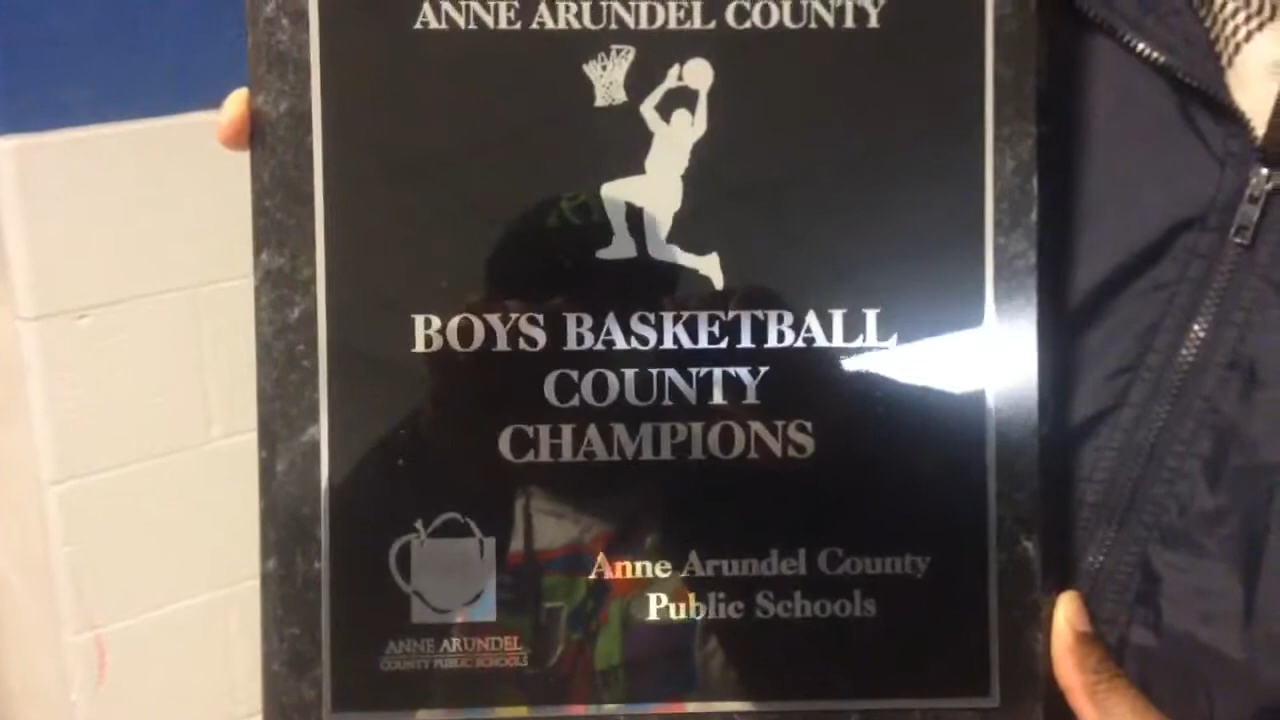 ANNE ARUNDEL COUNTY
BOYS BASKETBALL
COUNTY
CHAMPIONS
Anne Arundel County
Public Schools
ANNE ARUNDEL
COUNTY PUBLIC SCHOOLS